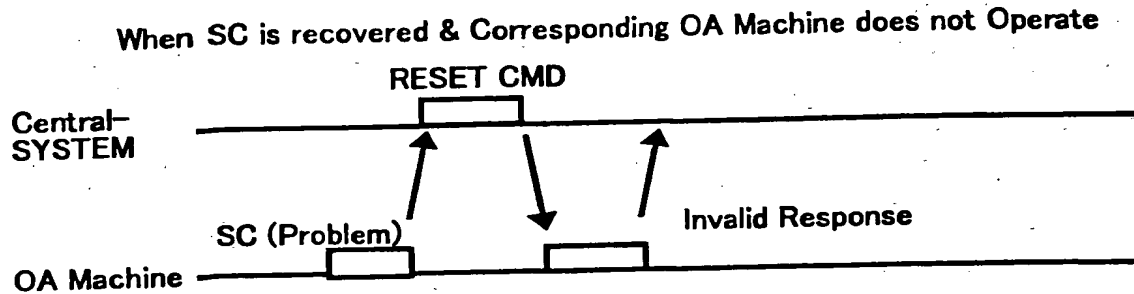 When SC is recovered & Corresponding OA Machine does not Operate
RESET CMD
Central-
SYSTEM
SC (Problem)
Invalid Response
OA Machine